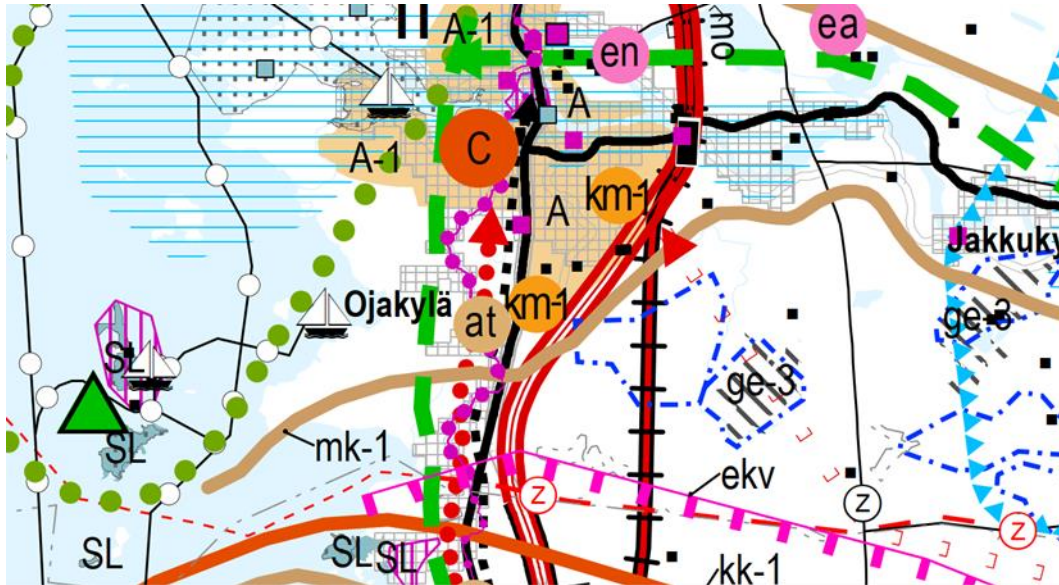 A-1
en
mo
ea
A
C
A-1
km-1
A
Jakkuky
Ojakylä
at
km-1
ge-3
SL
ge-3
mk-1
SL
ekv
z
z
z
SL
SL
SL
kk-1